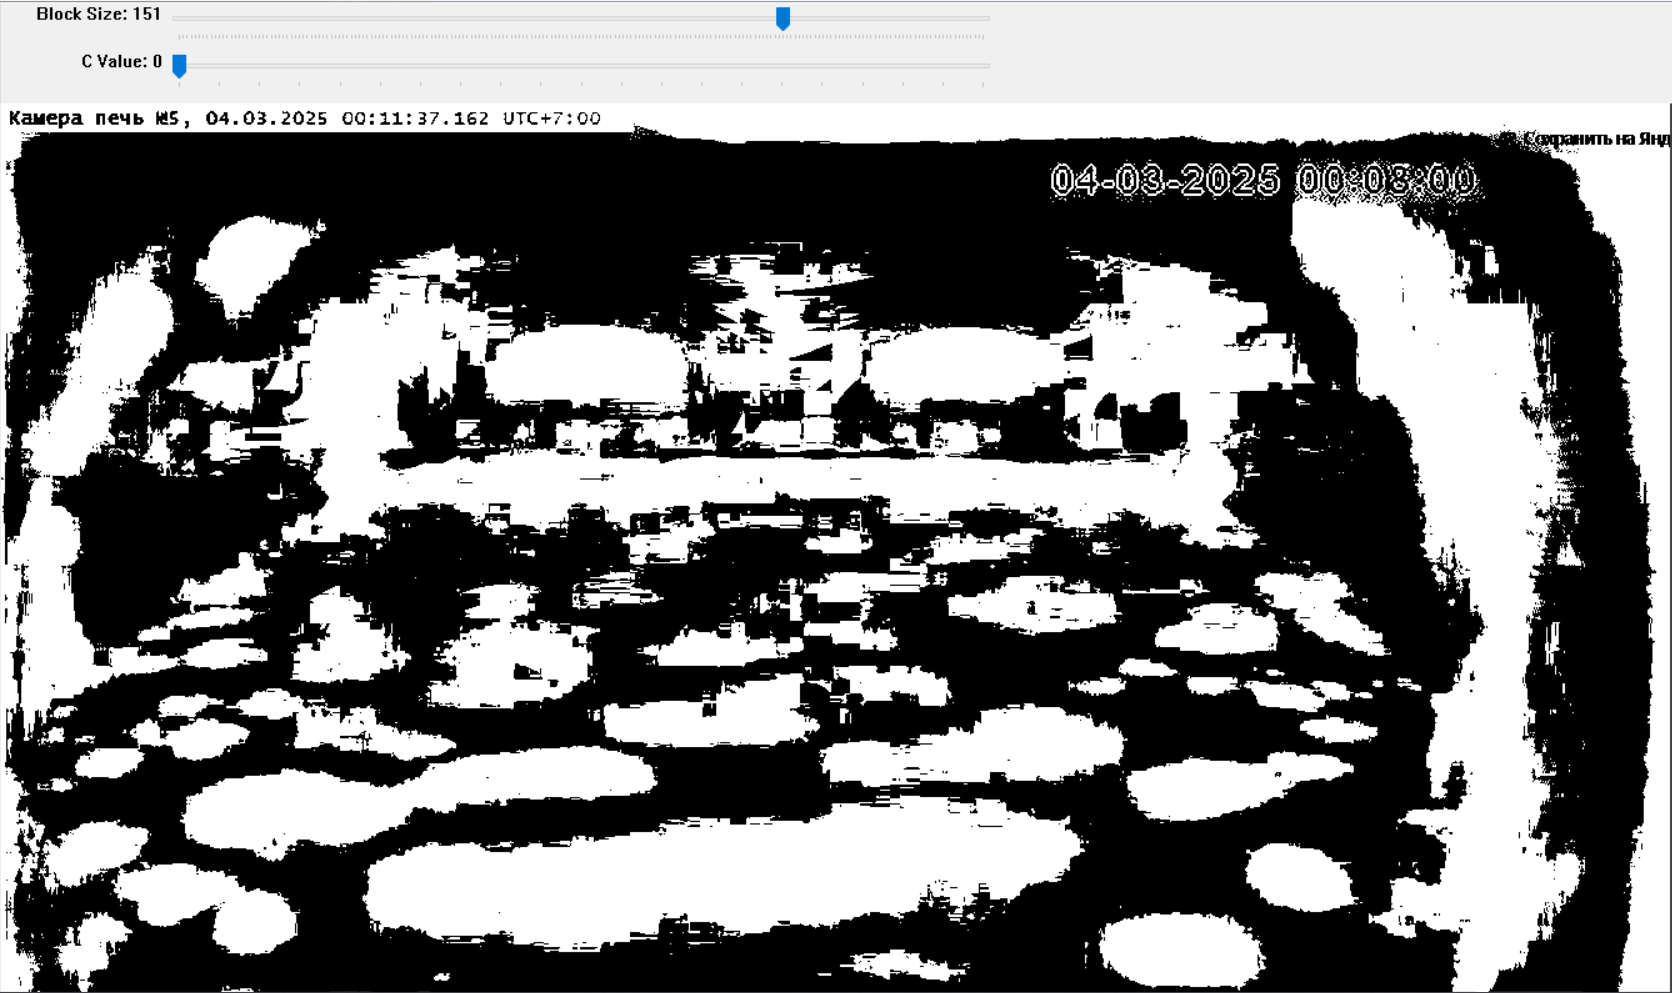 Block Size: 151
C Value: 0
Камера печь №5, 04.03.2025 00:11:37.162 UTC+7:00
Сохранить на Янд
04-03-2025 00:08:00